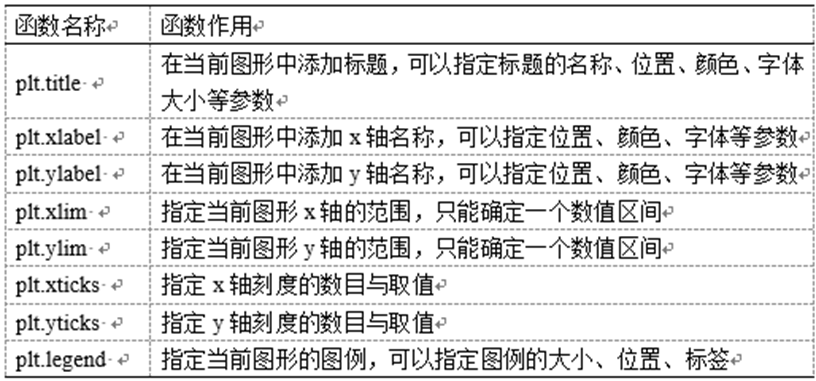 函数名称 函数作用
plt.title 在当前图形中添加标题，可以指定标题的名称、位置、颜色、字体
大小等参数
plt.xlabel 在当前图形中添加 x 轴名称，可以指定位置、颜色、字体等参数
plt.ylabel 在当前图形中添加 y 轴名称，可以指定位置、颜色、字体等参数
plt.xlim 指定当前图形 x 轴的范围，只能确定一个数值区间
plt.ylim 指定当前图形 y 轴的范围，只能确定一个数值区间
plt.xticks 指定 x 轴刻度的数目与取值
plt.yticks 指定 y 轴刻度的数目与取值
plt.legend 指定当前图形的图例，可以指定图例的大小、位置、标签